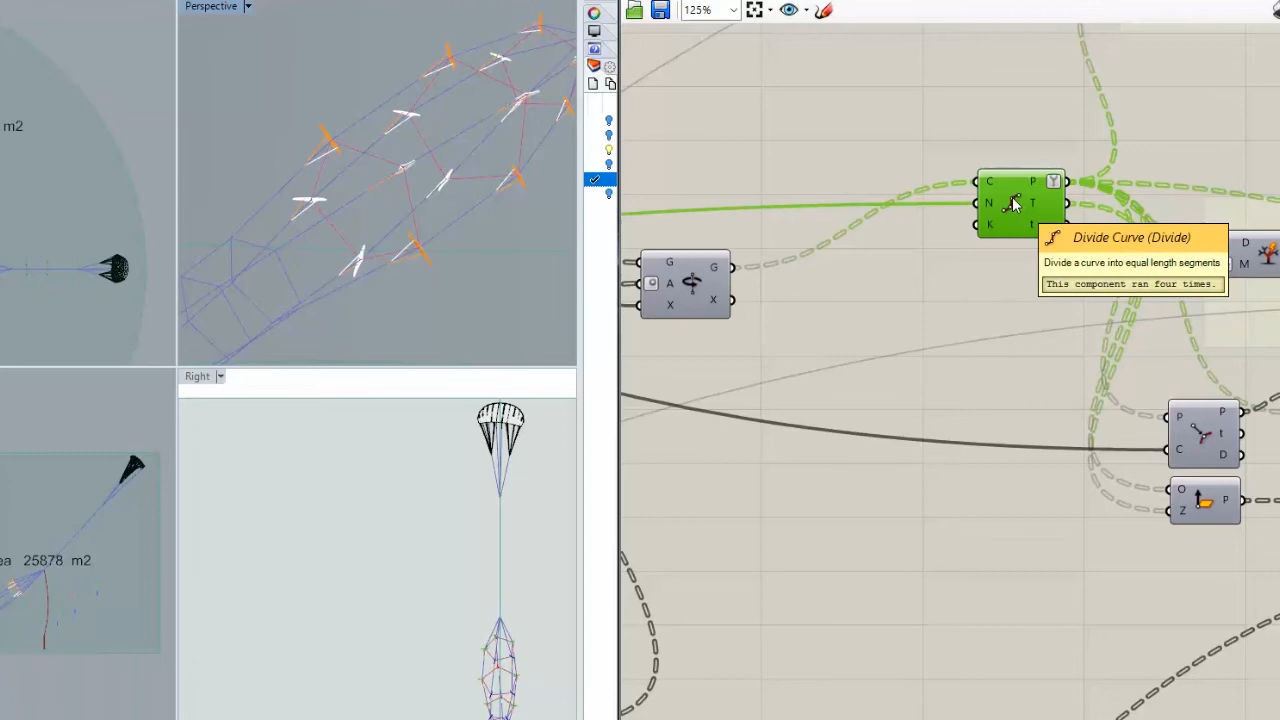 Perspective
125%
m2
C P Y
N T
K t
Divide Curve (Divide)
Divide a curve into equal length segments
This component ran four times.
D
M
G G
A
X X
Right
P P
t
C
D
O P
Z
ea 25878 m2